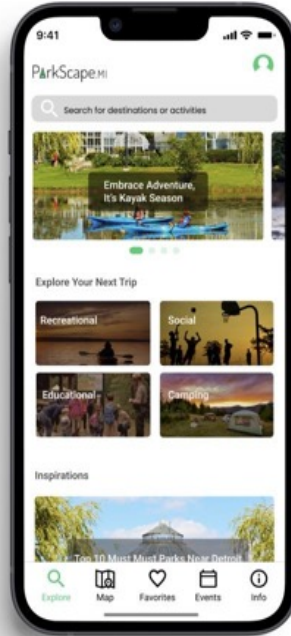 9:41
ParkScape.MI
Search for destinations or activities
Embrace Adventure,
It's Kayak Season
Explore Your Next Trip
Recreational
Social
Educational
Camping
Inspirations
Top 10 Must Must Parks Near Detroit
Explore
Map
Favorites
Events
Info